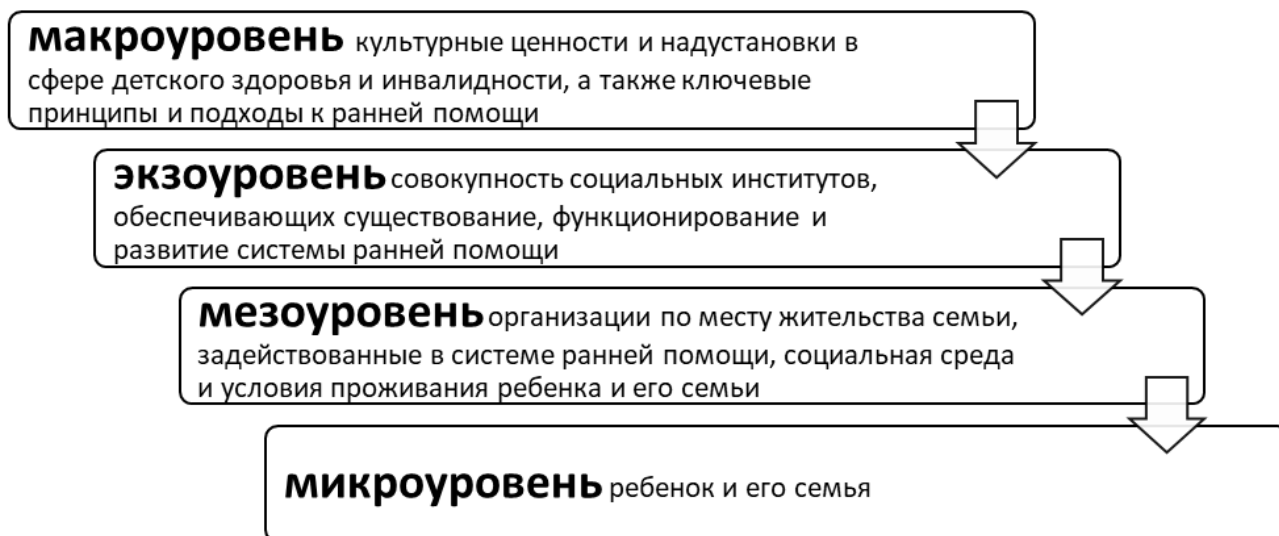 макроуровень культурные ценности и надустановки в
сфере детского здоровья и инвалидности, а также ключевые
принципы и подходы к ранней помощи
экзоуровень совокупность социальных институтов,
обеспечивающих существование, функционирование и
развитие системы ранней помощи
мезоуровень организации по месту жительства семьи,
задействованные в системе ранней помощи, социальная среда
и условия проживания ребенка и его семьи
микроуровень ребенок и его семья